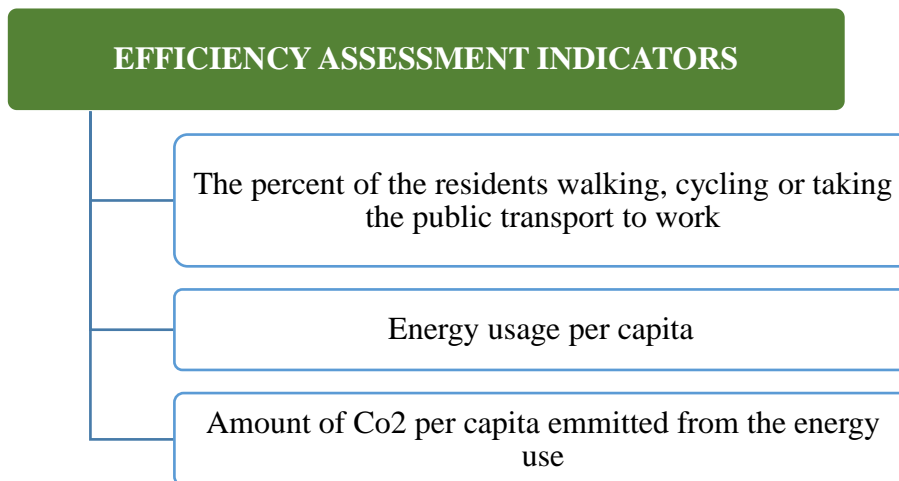 EFFICIENCY ASSESSMENT INDICATORS
The percent of the residents walking, cycling or taking
the public transport to work
Energy usage per capita
Amount of Co2 per capita emmitted from the energy
use